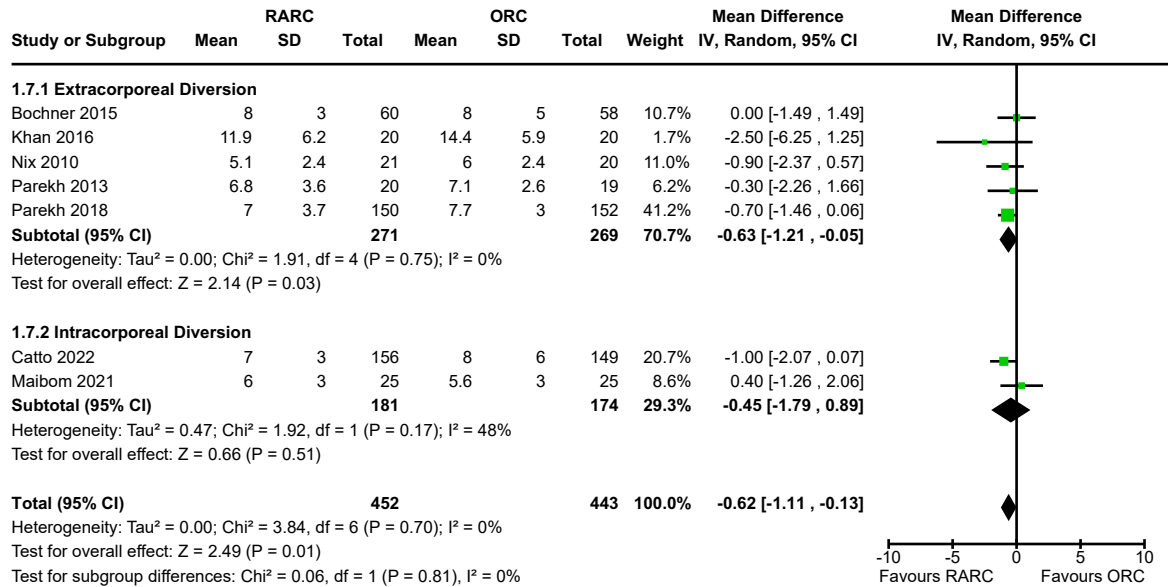 RARC ORC Mean Difference Mean Difference
Study or Subgroup Mean SD Total Mean SD Total Weight IV, Random, 95% CI IV, Random, 95% CI
1.7.1 Extracorporeal Diversion
Bochner 2015 8 3 60 8 5 58 10.7% 0.00 [-1.49 , 1.49]
Khan 2016 11.9 6.2 20 14.4 5.9 20 1.7% -2.50 [-6.25 , 1.25]
Nix 2010 5.1 2.4 21 6 2.4 20 11.0% -0.90 [-2.37 , 0.57]
Parekh 2013 6.8 3.6 20 7.1 2.6 19 6.2% -0.30 [-2.26 , 1.66]
Parekh 2018 7 3.7 150 7.7 3 152 41.2% -0.70 [-1.46 , 0.06]
Subtotal (95% CI) 271 269 70.7% -0.63 [-1.21 , -0.05]
Heterogeneity: Tau² = 0.00; Chi² = 1.91, df = 4 (P = 0.75); I² = 0%
Test for overall effect: Z = 2.14 (P = 0.03)
1.7.2 Intracorporeal Diversion
Catto 2022 7 3 156 8 6 149 20.7% -1.00 [-2.07 , 0.07]
Maibom 2021 6 3 25 5.6 3 25 8.6% 0.40 [-1.26 , 2.06]
Subtotal (95% CI) 181 174 29.3% -0.45 [-1.79 , 0.89]
Heterogeneity: Tau² = 0.47; Chi² = 1.92, df = 1 (P = 0.17); I² = 48%
Test for overall effect: Z = 0.66 (P = 0.51)
Total (95% CI) 452 443 100.0% -0.62 [-1.11 , -0.13]
Heterogeneity: Tau² = 0.00; Chi² = 3.84, df = 6 (P = 0.70); I² = 0%
Test for overall effect: Z = 2.49 (P = 0.01)
Test for subgroup differences: Chi² = 0.06, df = 1 (P = 0.81), I² = 0%
-10 -5 0 5 10
Favours RARC Favours ORC